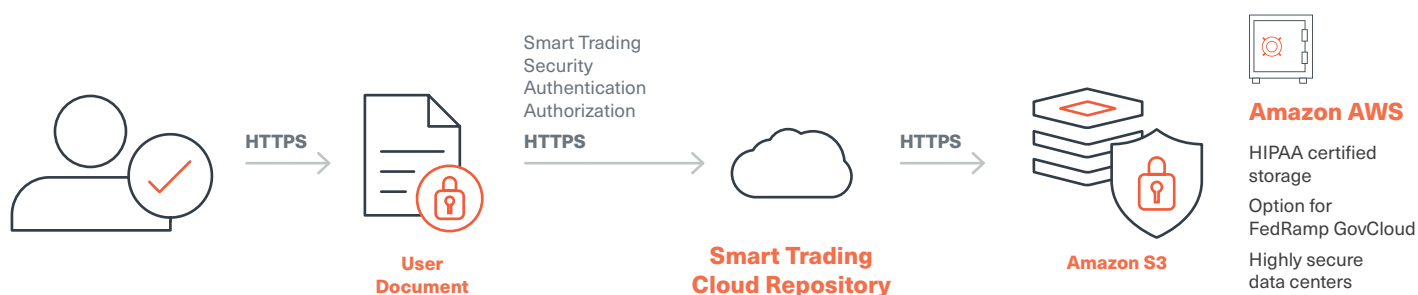 HTTPS
User
Document
Smart Trading
Security
Authentication
Authorization
HTTPS
Smart Trading
Cloud Repository
HTTPS
Amazon S3
Amazon AWS
HIPAA certified
storage
Option for
FedRamp GovCloud
Highly secure
data centers